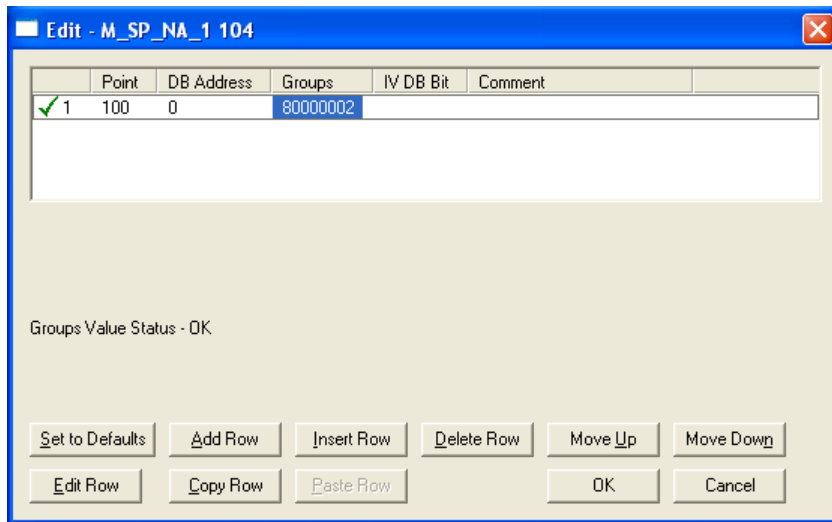 Edit - M_SP_NA_1 104
Point DB Address Groups IV DB Bit Comment
1 100 0 80000002
Groups Value Status - OK
Set to Defaults Add Row Insert Row Delete Row Move Up Move Down
Edit Row Copy Row Paste Row OK Cancel